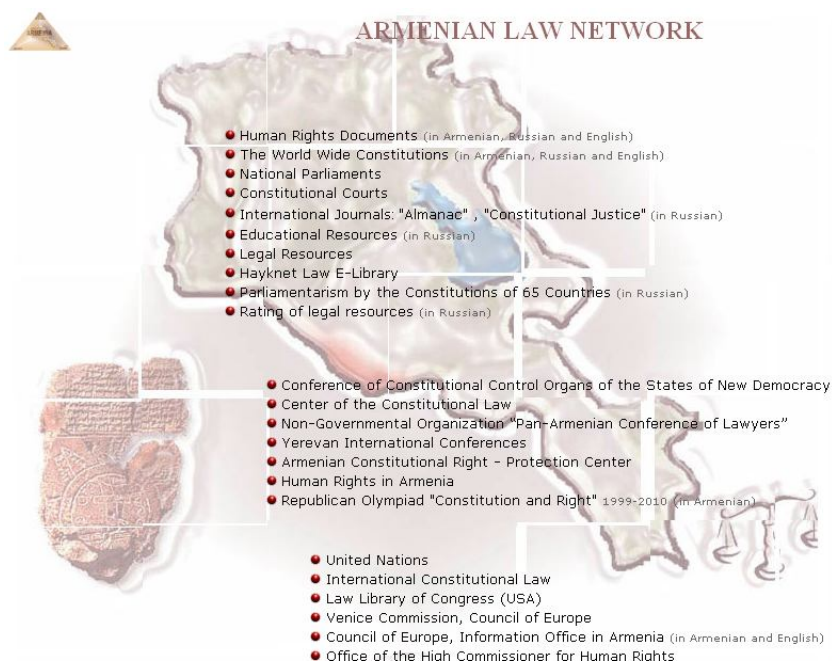 ARMENIAN LAW NETWORK
Human Rights Documents (in Armenian, Russian and English)
The World Wide Constitutions (in Armenian, Russian and English)
National Parliaments
Constitutional Courts
International Journals: "Almanac" , "Constitutional Justice" (in Russian)
Educational Resources (in Russian)
Legal Resources
Hayknet Law E-Library
Parliamentarism by the Constitutions of 65 Countries (in Russian)
Rating of legal resources (in Russian)
Conference of Constitutional Control Organs of the States of New Democracy
Center of the Constitutional Law
Non-Governmental Organization “Pan-Armenian Conference of Lawyers”
Yerevan International Conferences
Armenian Constitutional Right - Protection Center
Human Rights in Armenia
Republican Olympiad "Constitution and Right" 1999-2010 (in Armenian)
United Nations
International Constitutional Law
Law Library of Congress (USA)
Venice Commission, Council of Europe
Council of Europe, Information Office in Armenia (in Armenian and English)
Office of the High Commissioner for Human Rights